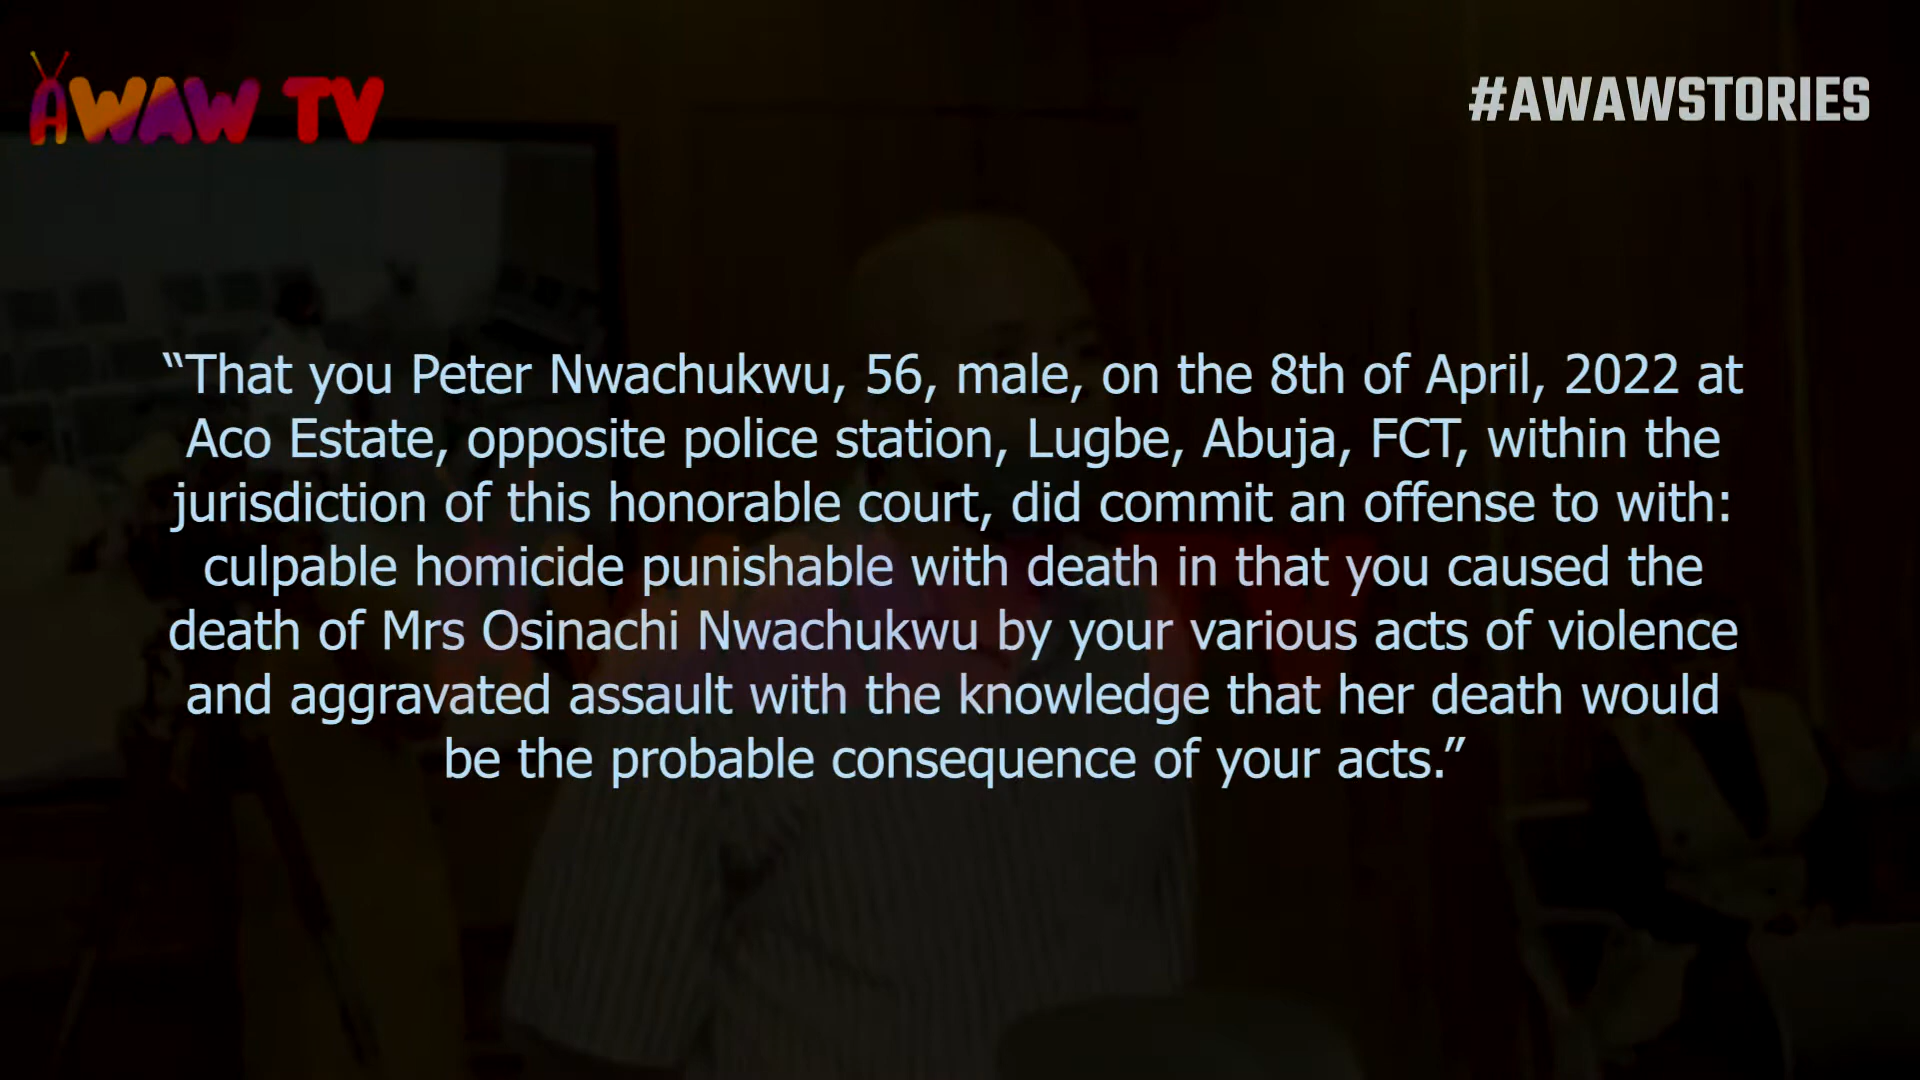 AWAW TV
#AWAWSTORIES
“That you Peter Nwachukwu, 56, male, on the 8th of April, 2022 at
Aco Estate, opposite police station, Lugbe, Abuja, FCT, within the
jurisdiction of this honorable court, did commit an offense to with:
culpable homicide punishable with death in that you caused the
death of Mrs Osinachi Nwachukwu by your various acts of violence
and aggravated assault with the knowledge that her death would
be the probable consequence of your acts.”